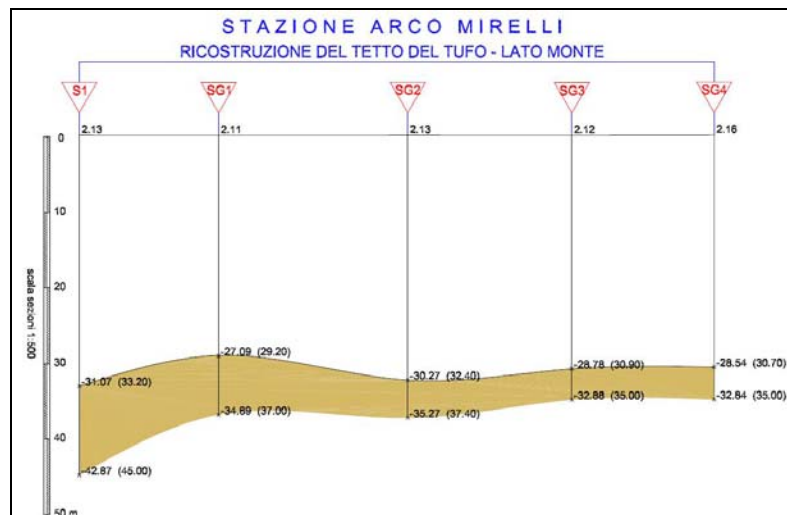 STAZIONE ARCO MIRELLI
RICOSTRUZIONE DEL TETTO DEL TUFO - LATO MONTE
S1 SG1 SG2 SG3 SG4
2.13 2.11 2.13 2.12 2.16
0
10
20
scala sezioni 1:500
30
-27.09 (29.20)
-31.07 (33.20) -30.27 (32.40) -28.78 (30.90) -28.54 (30.70)
-34.89 (37.00) -35.27 (37.40) -32.88 (35.00) -32.84 (35.00)
40
-42.87 (45.00)
50 m